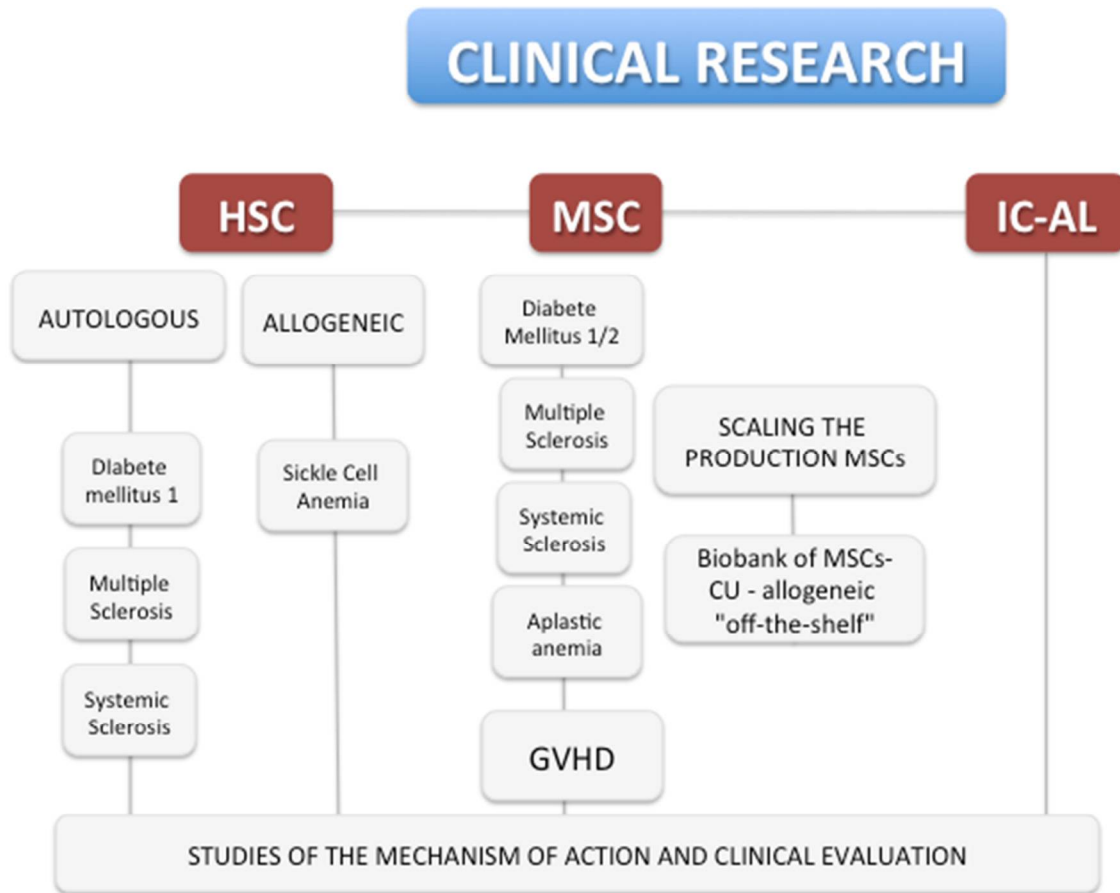 CLINICAL RESEARCH
HSC
MSC
IC-AL
AUTOLOGOUS
ALLOGENEIC
Diabete
Mellitus 1/2
DIabete
mellitus 1
Sickle Cell
Anemia
Multiple
Sclerosis
SCALING THE
PRODUCTION MSCs
Multiple
Sclerosis
Systemic
Sclerosis
Biobank of MSCs-
CU - allogeneic
"off-the-shelf"
Systemic
Sclerosis
Aplastic
anemia
GVHD
STUDIES OF THE MECHANISM OF ACTION AND CLINICAL EVALUATION